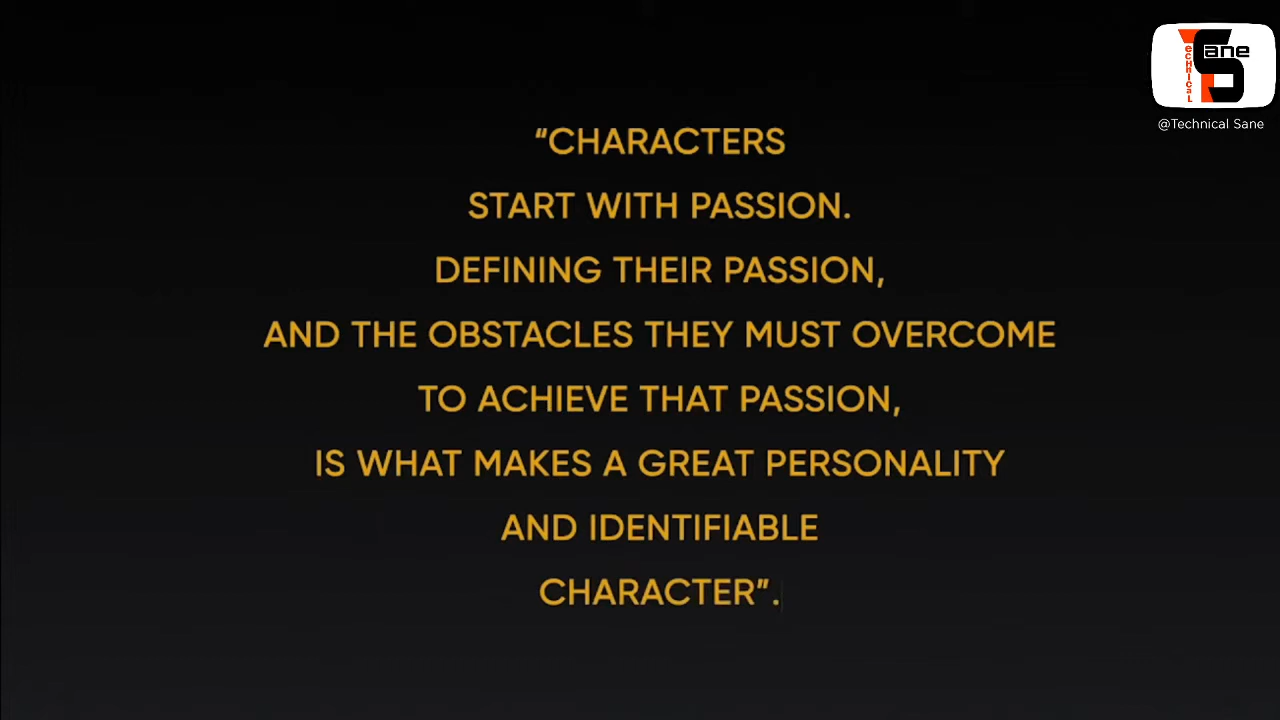 Technical Sane
@Technical Sane
“CHARACTERS
START WITH PASSION.
DEFINING THEIR PASSION,
AND THE OBSTACLES THEY MUST OVERCOME
TO ACHIEVE THAT PASSION,
IS WHAT MAKES A GREAT PERSONALITY
AND IDENTIFIABLE
CHARACTER”.